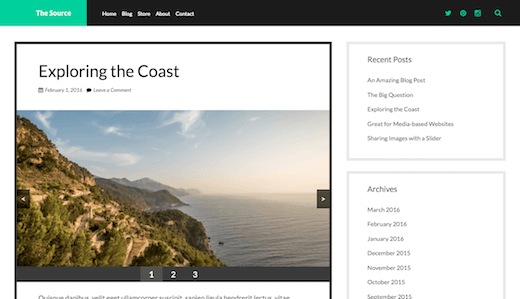 The Source
Home Blog Store About Contact
Exploring the Coast
February 1, 2016 Leave a Comment
1 2 3
Quisque dapibus, velit eget ullamcorper suscipit, sapien ligula hendrerit lectus, vitae
Recent Posts
An Amazing Blog Post
The Big Question
Exploring the Coast
Great for Media-based Websites
Sharing Images with a Slider
Archives
March 2016
February 2016
January 2016
December 2015
November 2015
October 2015
September 2015